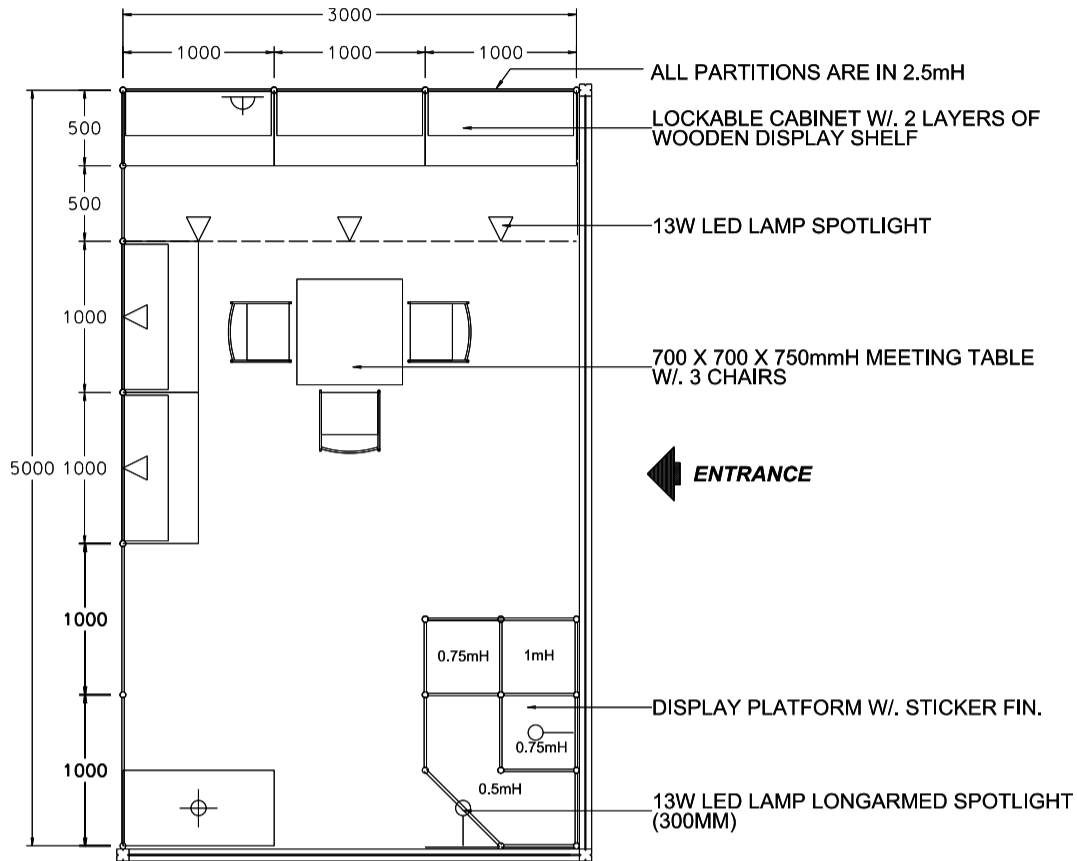 3000
1000 1000 1000
ALL PARTITIONS ARE IN 2.5mH
LOCKABLE CABINET W/. 2 LAYERS OF
WOODEN DISPLAY SHELF
500
500
13W LED LAMP SPOTLIGHT
1000
700 X 700 X 750mmH MEETING TABLE
W/. 3 CHAIRS
5000 1000
ENTRANCE
1000
0.75mH 1mH
DISPLAY PLATFORM W/. STICKER FIN.
0.75mH
1000
0.5mH
13W LED LAMP LONGARMED SPOTLIGHT
(300MM)